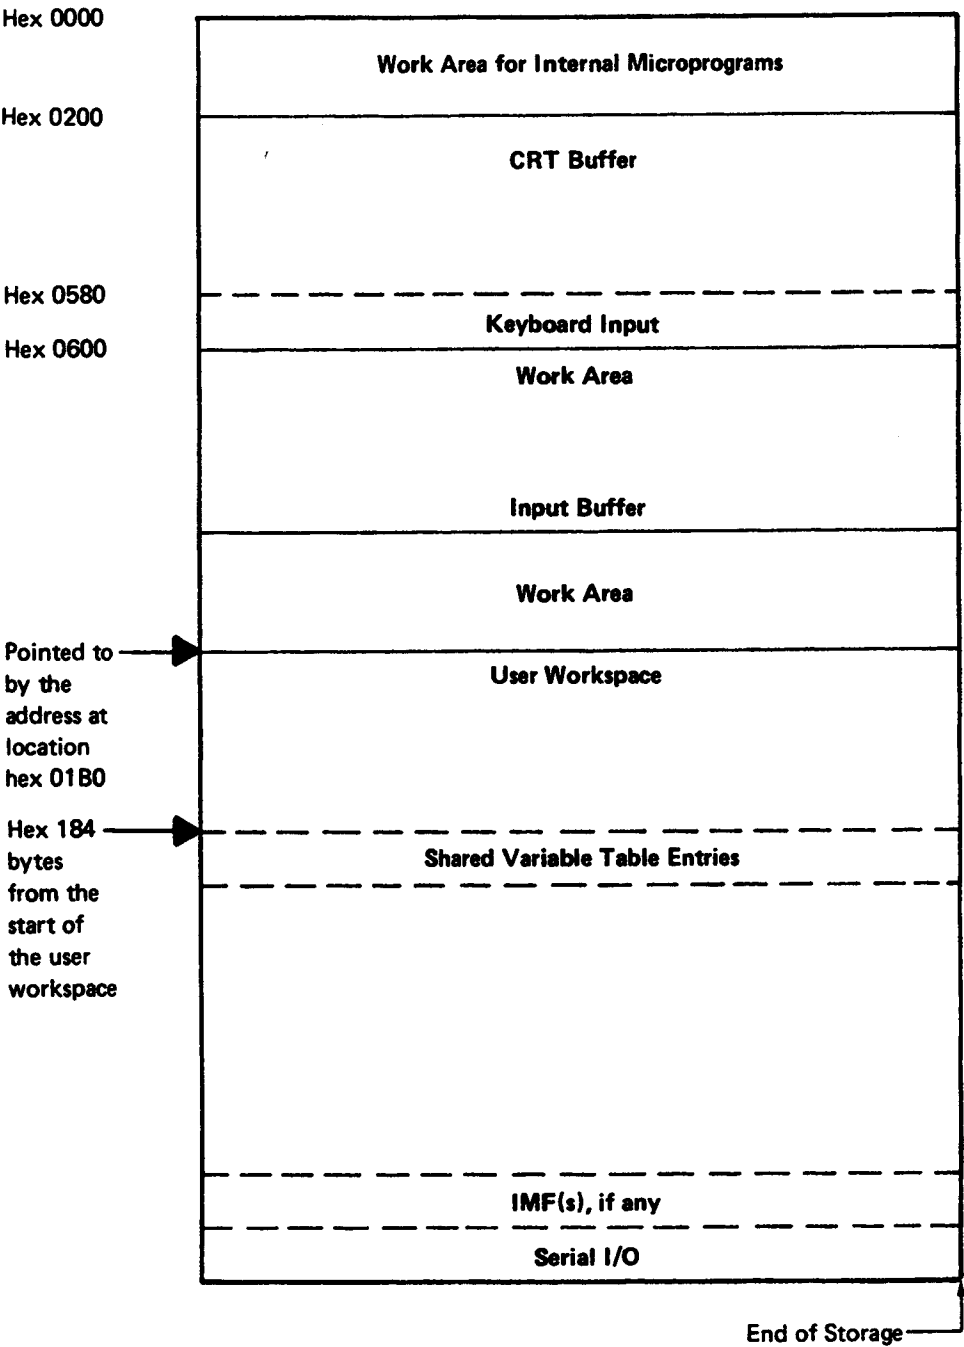 Hex 0000
Work Area for Internal Microprograms
Hex 0200
CRT Buffer
Hex 0580
Keyboard Input
Hex 0600
Work Area
Input Buffer
Work Area
Pointed to
by the
address at
location
hex 01B0
User Workspace
Hex 184
bytes
from the
start of
the user
workspace
Shared Variable Table Entries
IMF(s), if any
Serial I/O
End of Storage